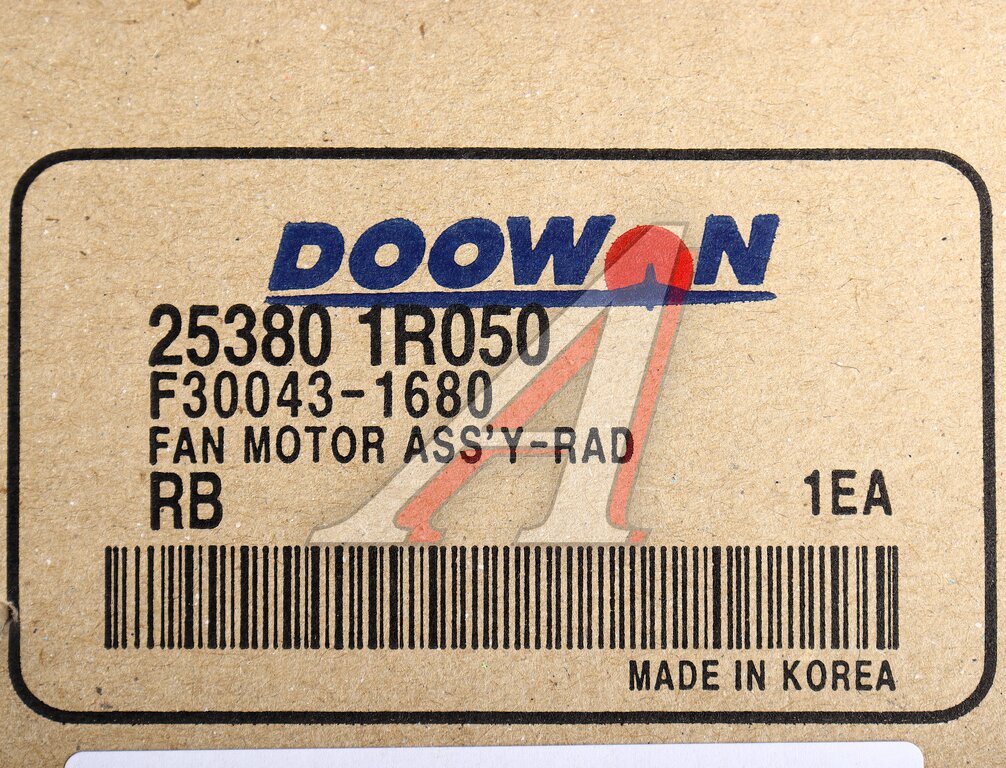 DOOWON
25380 1R050
F30043-1680
FAN MOTOR ASS'Y-RAD
RB
1EA
MADE IN KOREA